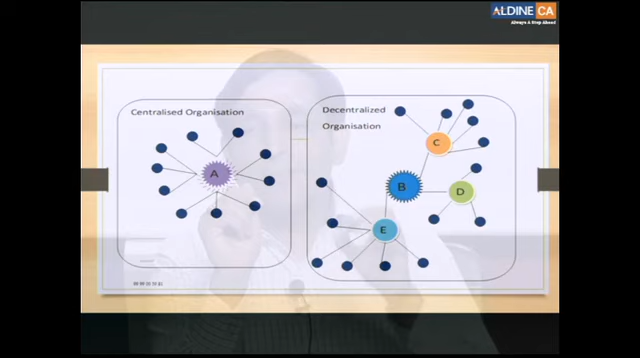 ALDINE CA
Always A Step Ahead
Centralised Organisation
A
Decentralized
Organisation
B
C
D
E